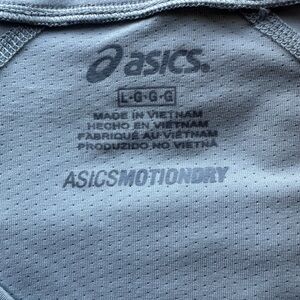 asics.
L-G-G-G
MADE IN VIETNAM
HECHO EN VIETNAM
FABRIQUÉ AU VIETNAM
PRODUZIDO NO VIETNÃ
ASICSMOTIONDRY